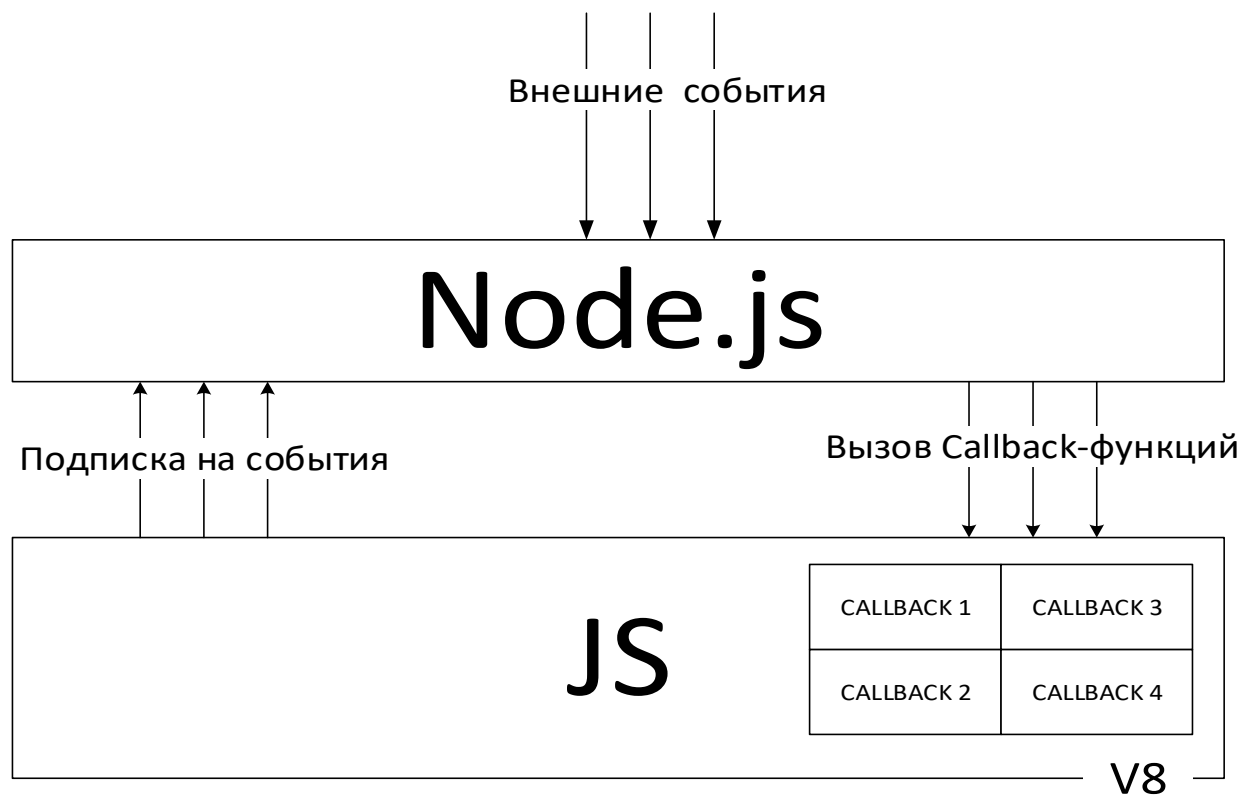 Внешние события
Node.js
Подписка на события
Вызов Callback-функций
JS
CALLBACK 1
CALLBACK 3
CALLBACK 2
CALLBACK 4
V8